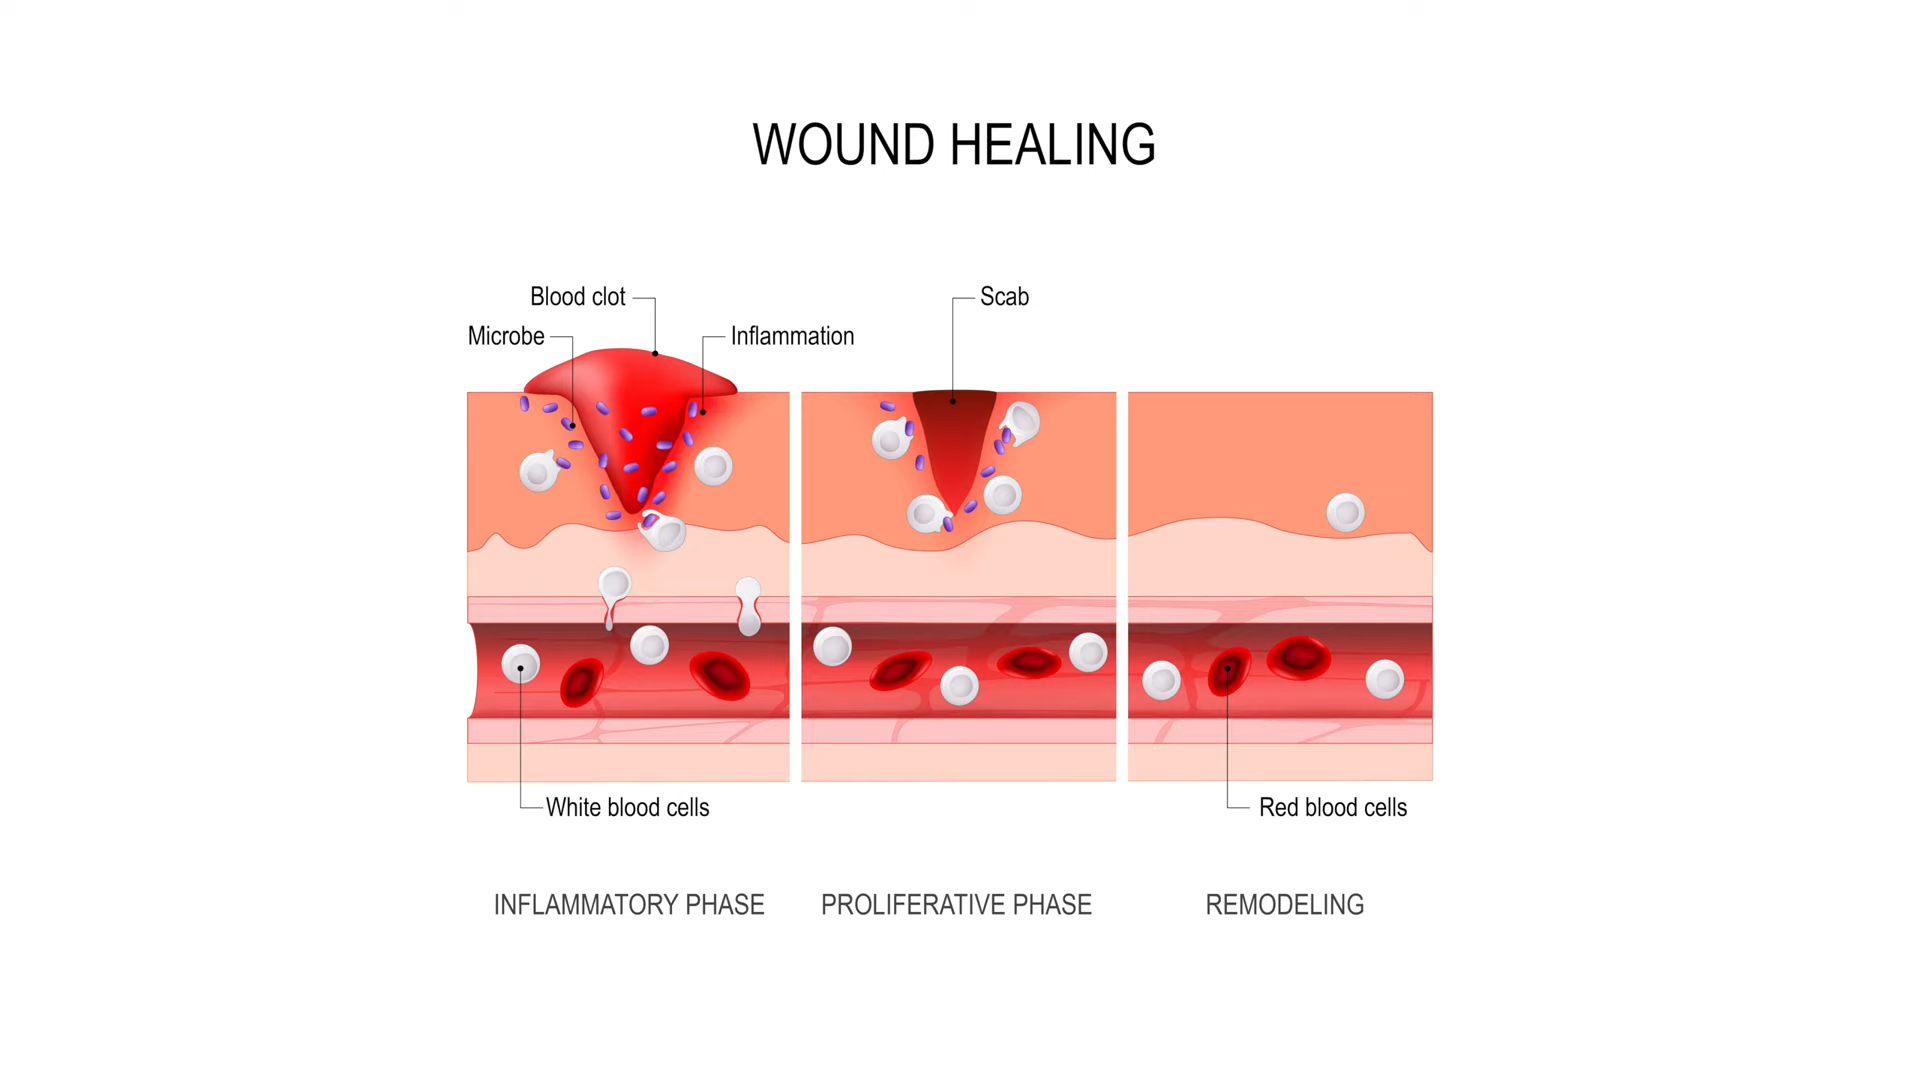 WOUND HEALING
Blood clot
Scab
Microbe
Inflammation
White blood cells
Red blood cells
INFLAMMATORY PHASE
PROLIFERATIVE PHASE
REMODELING